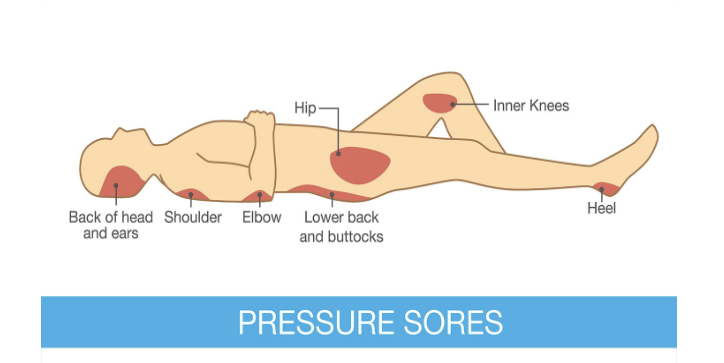 Hip
Inner Knees
Back of head
and ears
Shoulder
Elbow
Lower back
and buttocks
Heel
PRESSURE SORES